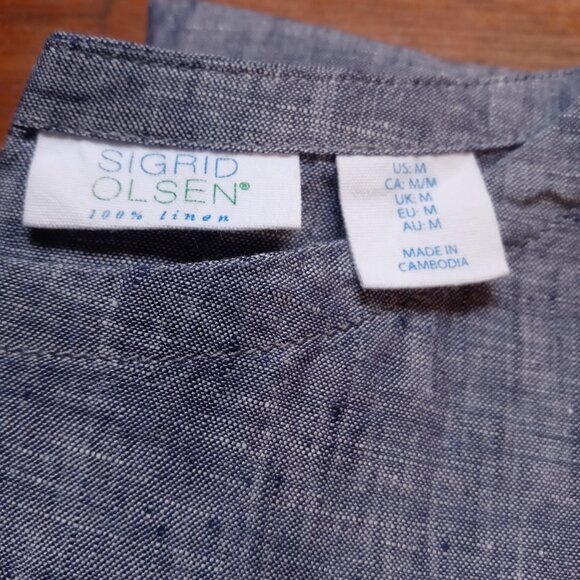 SIGRID
OLSEN®
100% linen
US: M
CA: M/M
UK: M
EU: M
AU: M
MADE IN
CAMBODIA